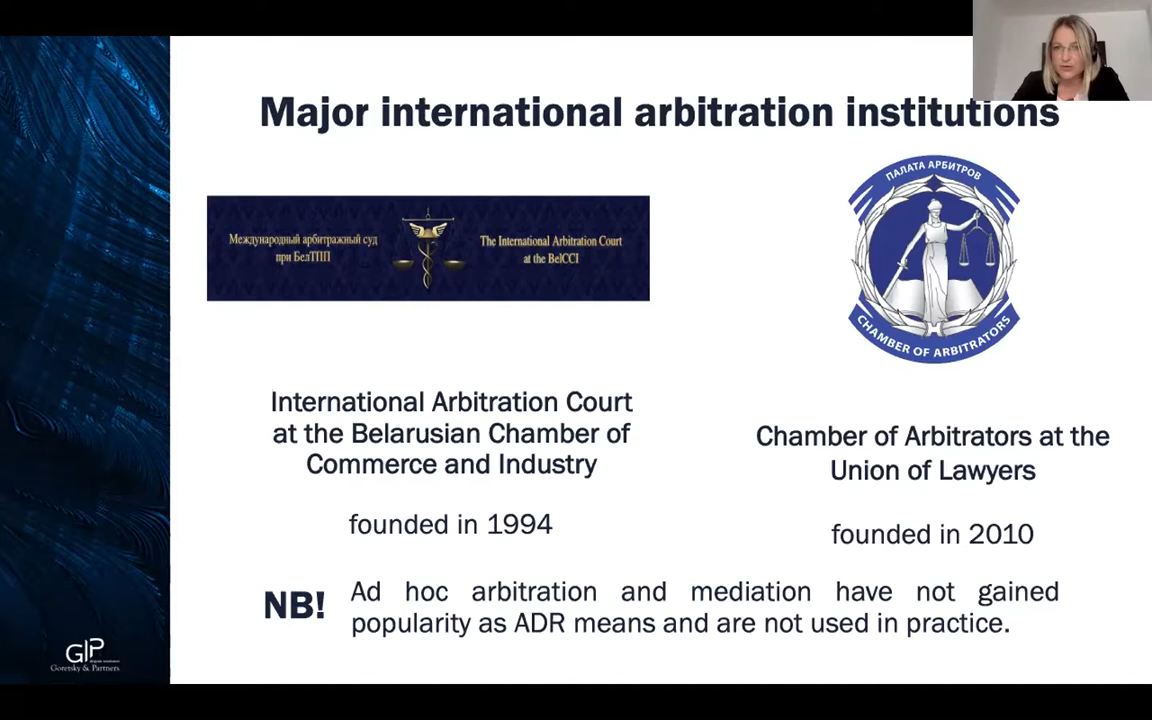 Major international arbitration institutions
Международный арбитражный суд
при БелТПП
The International Arbitration Court
at the BelCCI
ПАЛАТА АРБИТРОВ
CHAMBER OF ARBITRATORS
International Arbitration Court
at the Belarusian Chamber of
Commerce and Industry
founded in 1994
Chamber of Arbitrators at the
Union of Lawyers
founded in 2010
NB!
Ad hoc arbitration and mediation have not gained
popularity as ADR means and are not used in practice.
GP
Goretsky & Partners